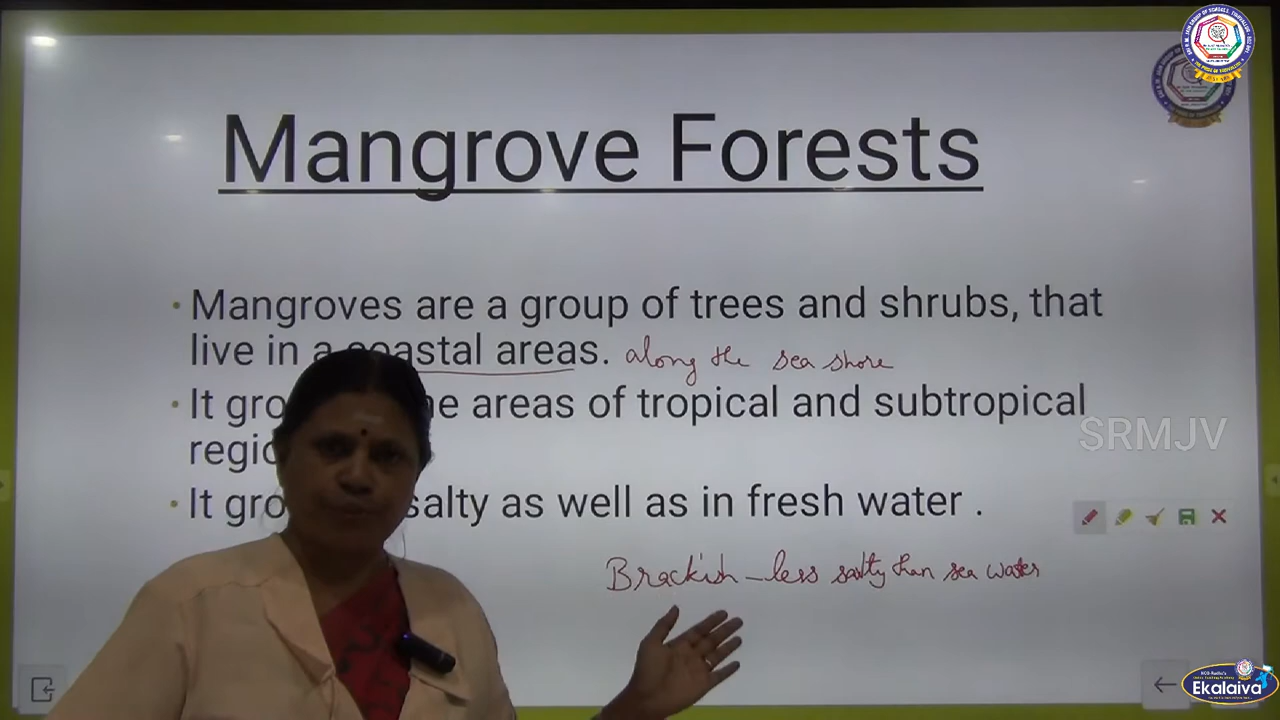 Mangrove Forests
• Mangroves are a group of trees and shrubs, that
live in a coastal areas. along the sea shore
• It gro he areas of tropical and subtropical
regio
SRMJV
• It gro salty as well as in fresh water .
Brackish – less salty than sea water
Ekalaiva